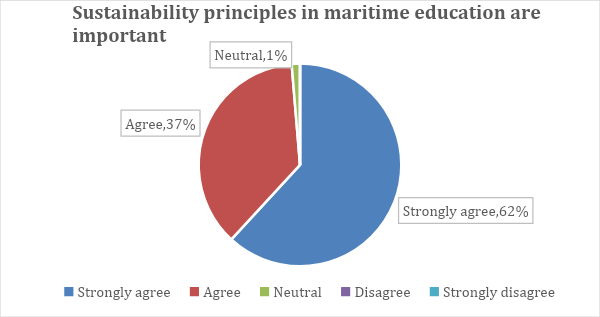 Sustainability principles in maritime education are
important
Neutral,1%
Agree,37%
Strongly agree,62%
Strongly agree Agree Neutral Disagree Strongly disagree